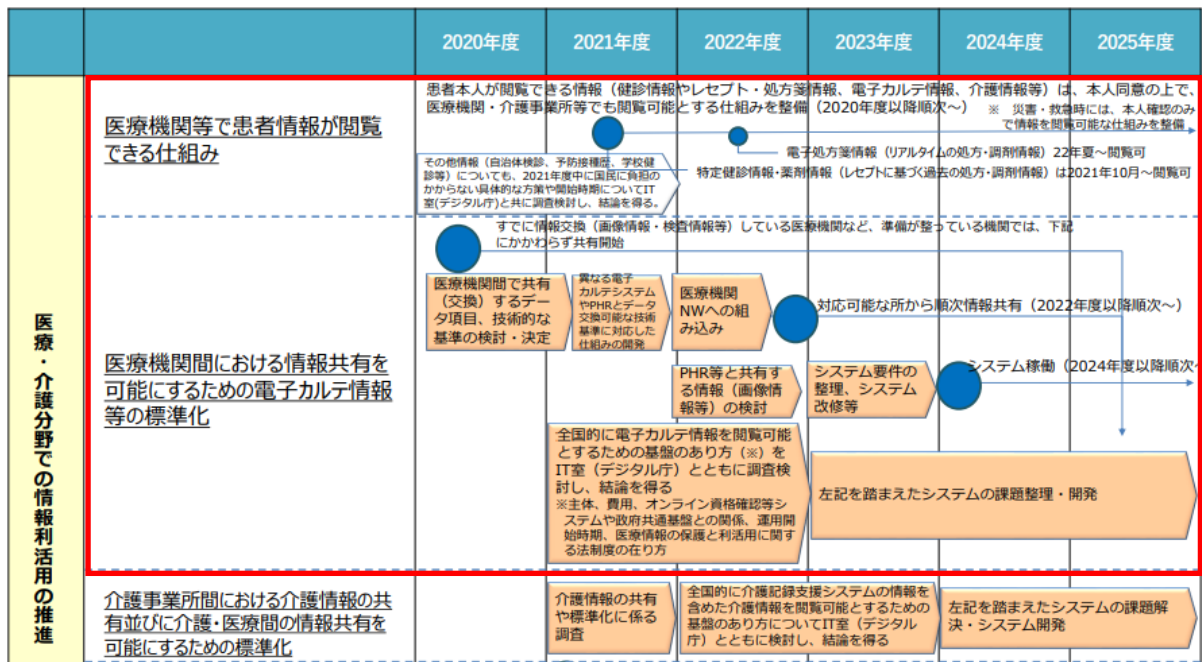 2020年度 2021年度 2022年度 2023年度 2024年度 2025年度
医療・介護分野での情報利活用の推進
医療機関等で患者情報が閲覧
できる仕組み
患者本人が閲覧できる情報（健診情報やレセプト・処方箋情報、電子カルテ情報、介護情報等）は、本人同意の上で、
医療機関・介護事業所等でも閲覧可能とする仕組みを整備（2020年度以降順次～）
※ 災害・救急時には、本人確認のみ
で情報を閲覧可能な仕組みを整備
電子処方箋情報（リアルタイムの処方・調剤情報）22年夏～閲覧可
特定健診情報・薬剤情報（レセプトに基づく過去の処方・調剤情報）は2021年10月～閲覧可
その他情報（自治体検診、予防接種歴、学校健
診等）についても、2021年度中に国民に負担の
かからない具体的な方策や開始時期についてIT
室(デジタル庁)と共に調査検討し、結論を得る。
医療機関間における情報共有を
可能にするための電子カルテ情報
等の標準化
すでに情報交換（画像情報・検査情報等）している医療機関など、準備が整っている機関では、下記
にかかわらず共有開始
医療機関間で共有
（交換）するデー
タ項目、技術的な
基準の検討・決定
異なる電子
カルテシステム
やPHRとデータ
交換可能な技術
基準に対応した
仕組みの開発
医療機関
NWへの組
み込み
対応可能な所から順次情報共有（2022年度以降順次～）
PHR等と共有す
る情報（画像情
報等）の検討
システム要件の
整理、システム
改修等
システム稼働（2024年度以降順次～
全国的に電子カルテ情報を閲覧可能
とするための基盤のあり方（※）を
IT室（デジタル庁）とともに調査検
討し、結論を得る
※主体、費用、オンライン資格確認等シ
ステムや政府共通基盤との関係、運用開
始時期、医療情報の保護と利活用に関す
る法制度の在り方
左記を踏まえたシステムの課題整理・開発
介護事業所間における介護情報の共
有並びに介護・医療間の情報共有を
可能にするための標準化
介護情報の共有
や標準化に係る
調査
全国的に介護記録支援システムの情報を
含めた介護情報を閲覧可能とするための
基盤のあり方についてIT室（デジタル
庁）とともに検討し、結論を得る
左記を踏まえたシステムの課題解
決・システム開発